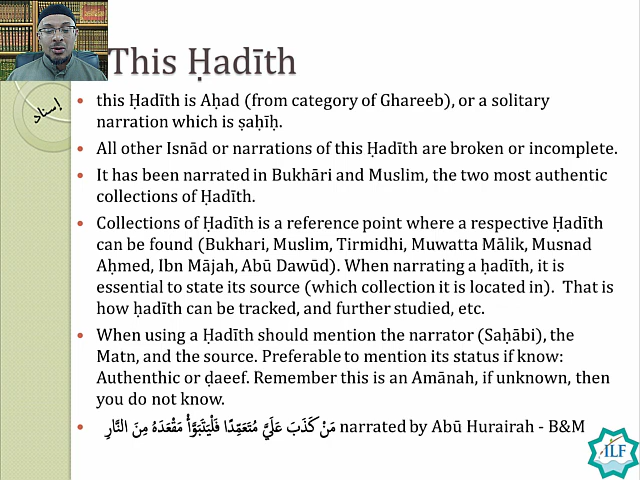 This Ḥadīth
إسناد
• this Ḥadīth is Aḥad (from category of Ghareeb), or a solitary
narration which is ṣaḥīḥ.
• All other Isnād or narrations of this Ḥadīth are broken or incomplete.
• It has been narrated in Bukhāri and Muslim, the two most authentic
collections of Ḥadīth.
• Collections of Ḥadīth is a reference point where a respective Ḥadīth
can be found (Bukhari, Muslim, Tirmidhi, Muwatta Mālik, Musnad
Aḥmed, Ibn Mājah, Abū Dawūd). When narrating a ḥadīth, it is
essential to state its source (which collection it is located in).  That is
how ḥadīth can be tracked, and further studied, etc.
• When using a Ḥadīth should mention the narrator (Saḥābi), the
Matn, and the source. Preferable to mention its status if know:
Authenthic or ḍaeef. Remember this is an Amānah, if unknown, then
you do not know.
• مَنْ كَذَبَ عَلَيَّ مُتَعَمِّدًا فَلْيَتَبَوَّأْ مَقْعَدَهُ مِنَ النَّارِ narrated by Abū Hurairah - B&M
ILF